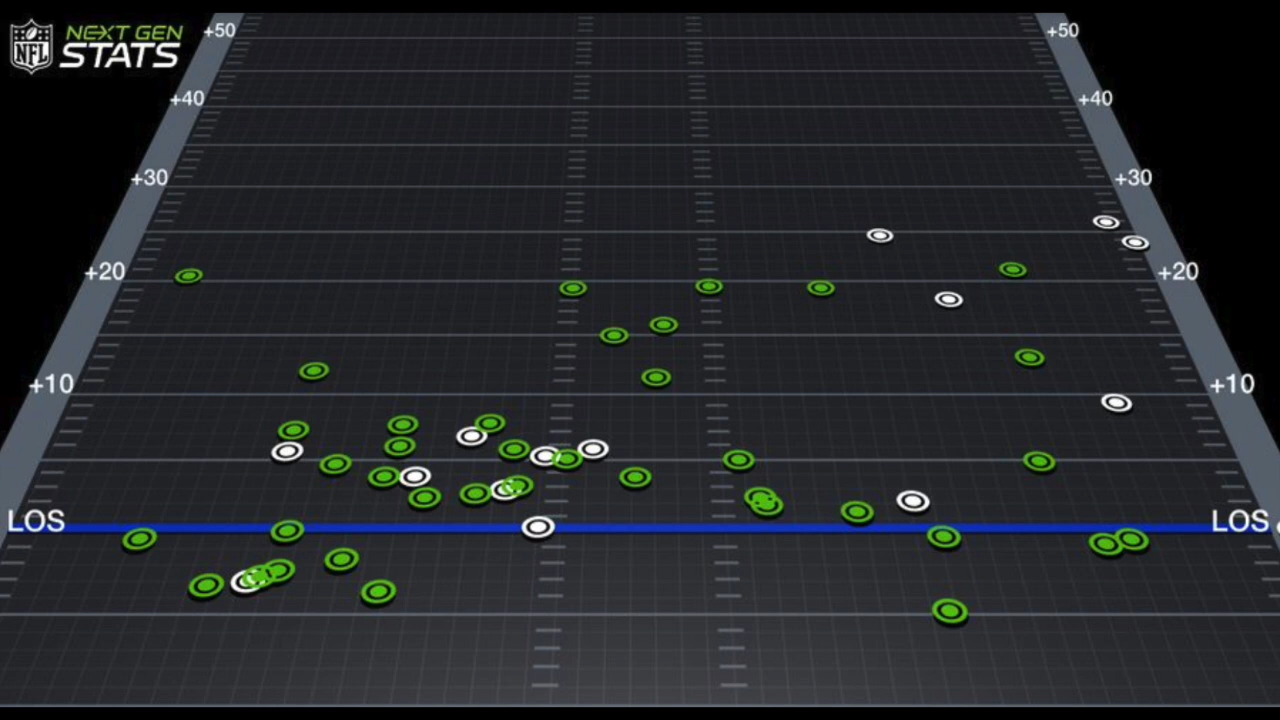 NFL
NEXT GEN
STATS
+50 +50
+40 +40
+30 +30
+20 +20
+10 +10
LOS LOS